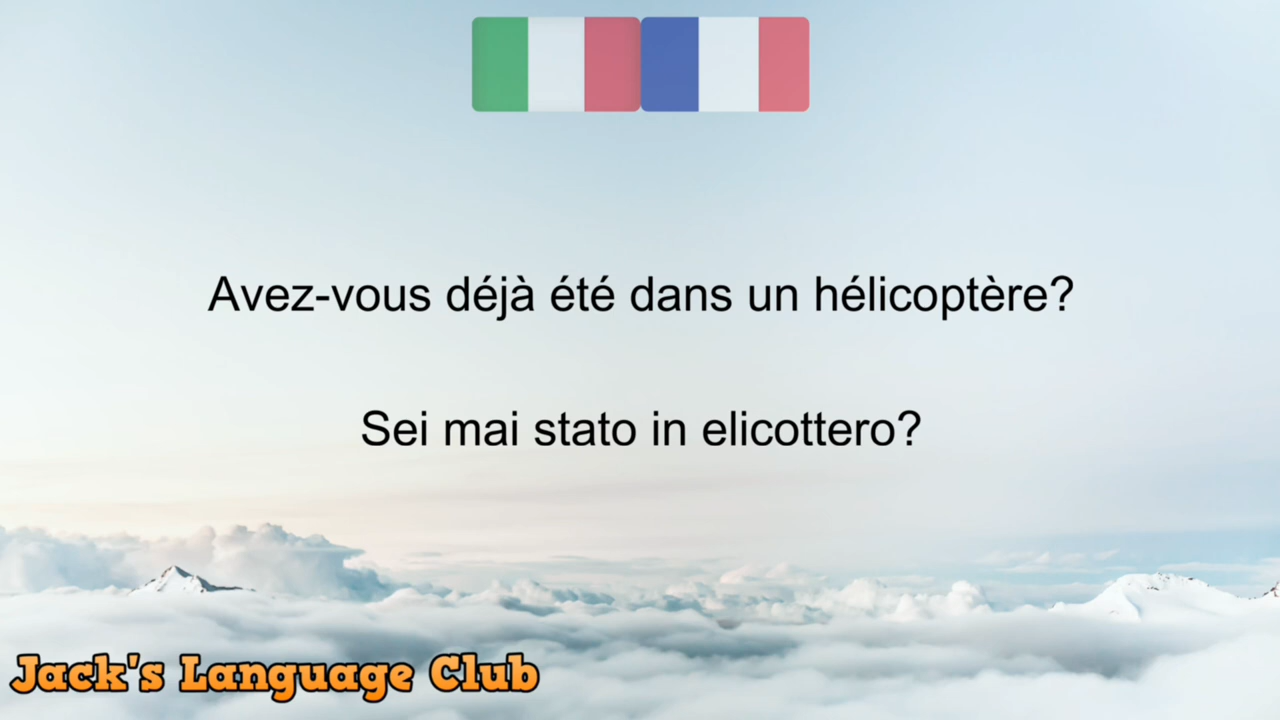 Avez-vous déjà été dans un hélicoptère?
Sei mai stato in elicottero?
Jack's Language Club